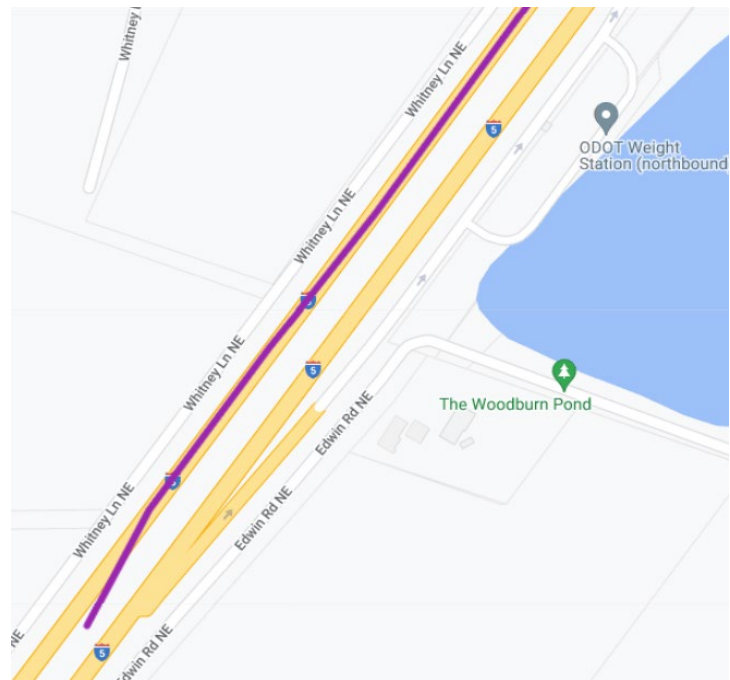 Whitney L
Whitney Ln NE
5
ODOT Weight
Station (northbound)
Whitney Ln NE
5
5
Whitney Ln NE
The Woodburn Pond
Edwin Rd NE
5
Whitney Ln NE
Edwin Rd NE
NE
Edwin Rd NE
5